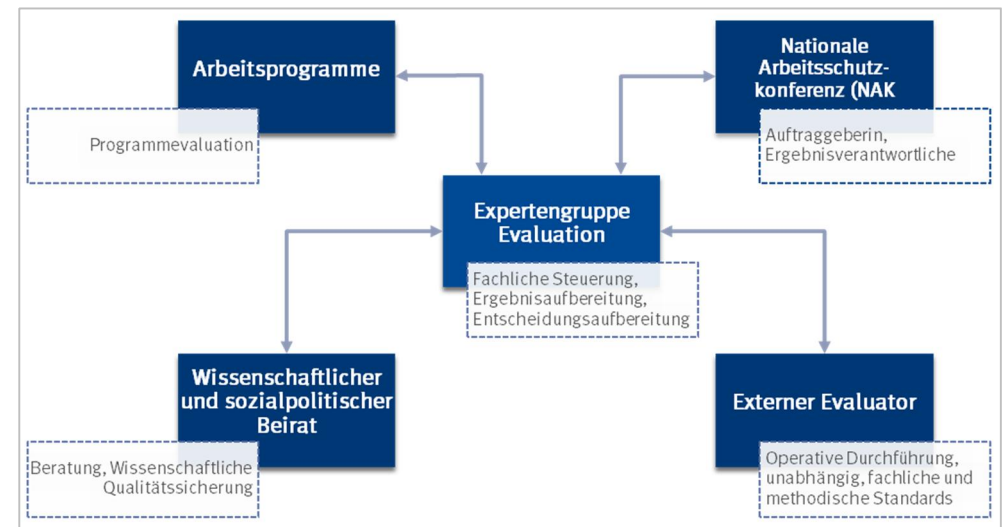 Arbeitsprogramme
Programmevaluation
Nationale
Arbeitsschutz-
konferenz (NAK
Auftraggeberin,
Ergebnisverantwortliche
Expertengruppe
Evaluation
Fachliche Steuerung,
Ergebnisaufbereitung,
Entscheidungsaufbereitung
Wissenschaftlicher
und sozialpolitischer
Beirat
Beratung, Wissenschaftliche
Qualitätssicherung
Externer Evaluator
Operative Durchführung,
unabhängig, fachliche und
methodische Standards